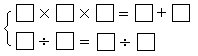 □ × □ × □ = □ + □
□ ÷ □ = □ ÷ □